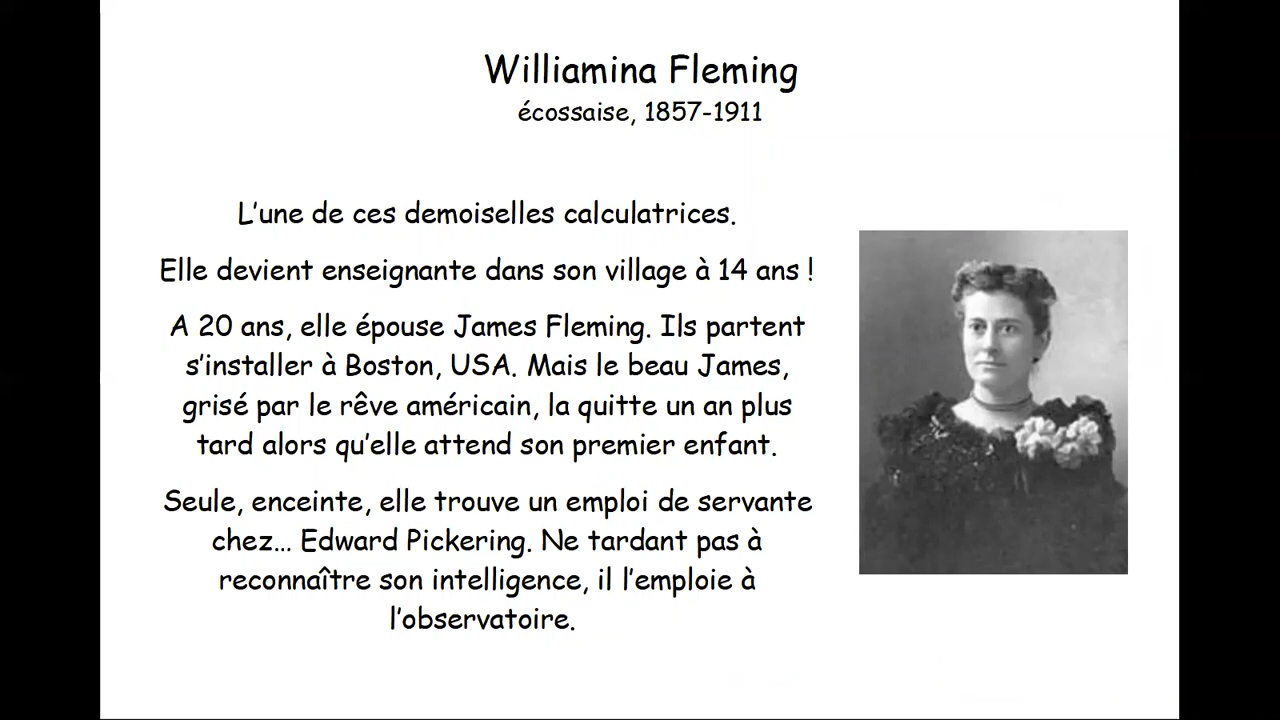 Williamina Fleming
écossaise, 1857-1911
L’une de ces demoiselles calculatrices.
Elle devient enseignante dans son village à 14 ans !
A 20 ans, elle épouse James Fleming. Ils partent
s’installer à Boston, USA. Mais le beau James,
grisé par le rêve américain, la quitte un an plus
tard alors qu’elle attend son premier enfant.
Seule, enceinte, elle trouve un emploi de servante
chez... Edward Pickering. Ne tardant pas à
reconnaître son intelligence, il l’emploie à
l’observatoire.